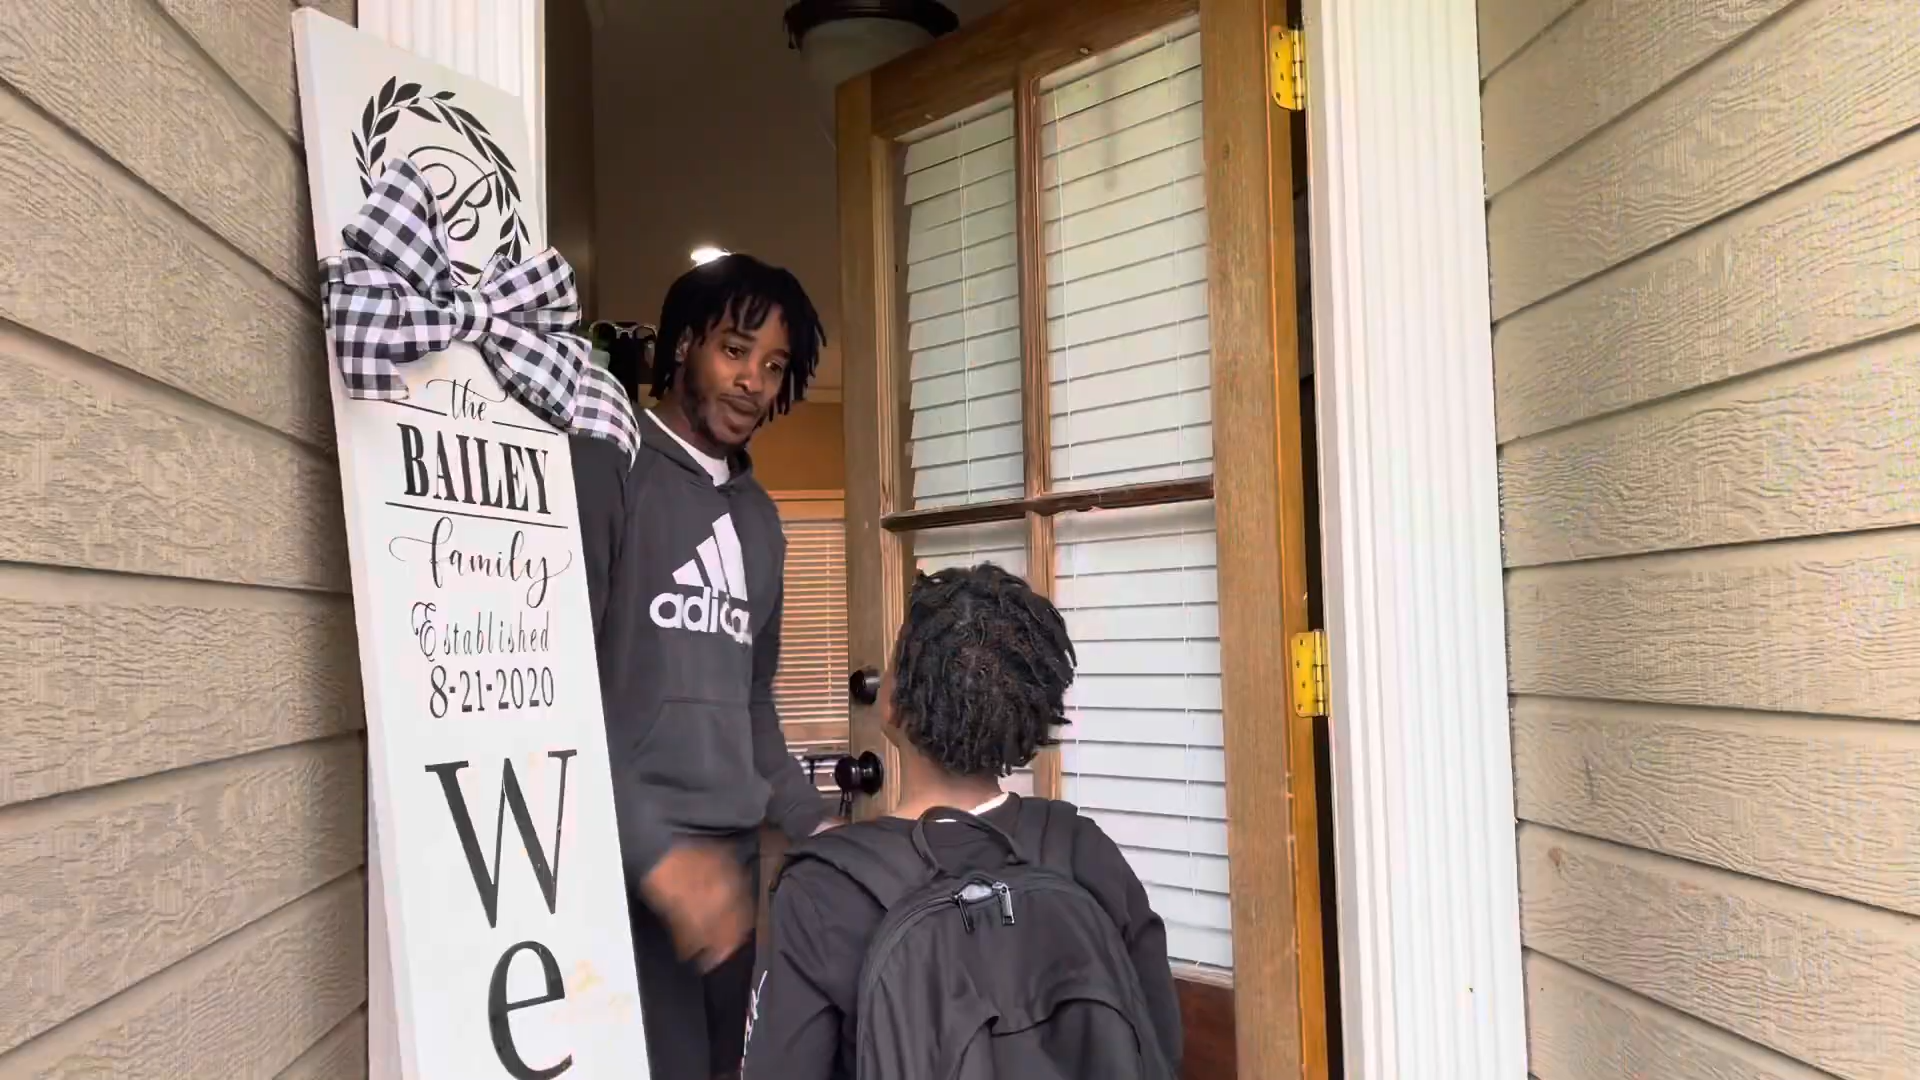 B
the
BAILEY
family
Established
8-21-2020
We
adidas